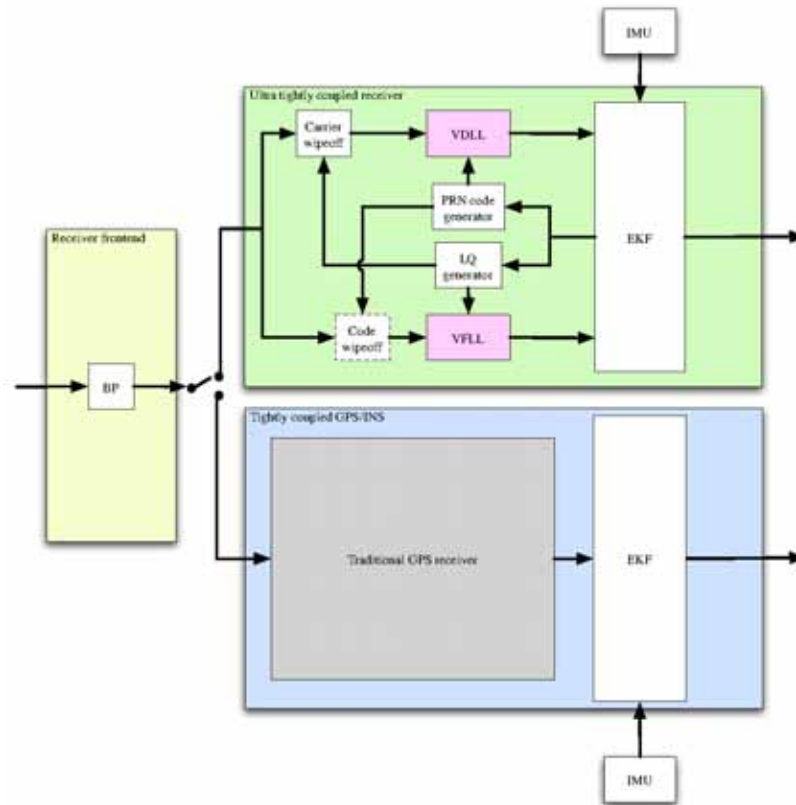 IMU
Ultra tightly coupled receiver
Carrier
wipeoff
VDLL
PRN code
generator
EKF
Receiver frontend
I,Q
generator
Code
wipeoff
VFLL
BP
Tightly coupled GPS/INS
Traditional GPS receiver
EKF
IMU